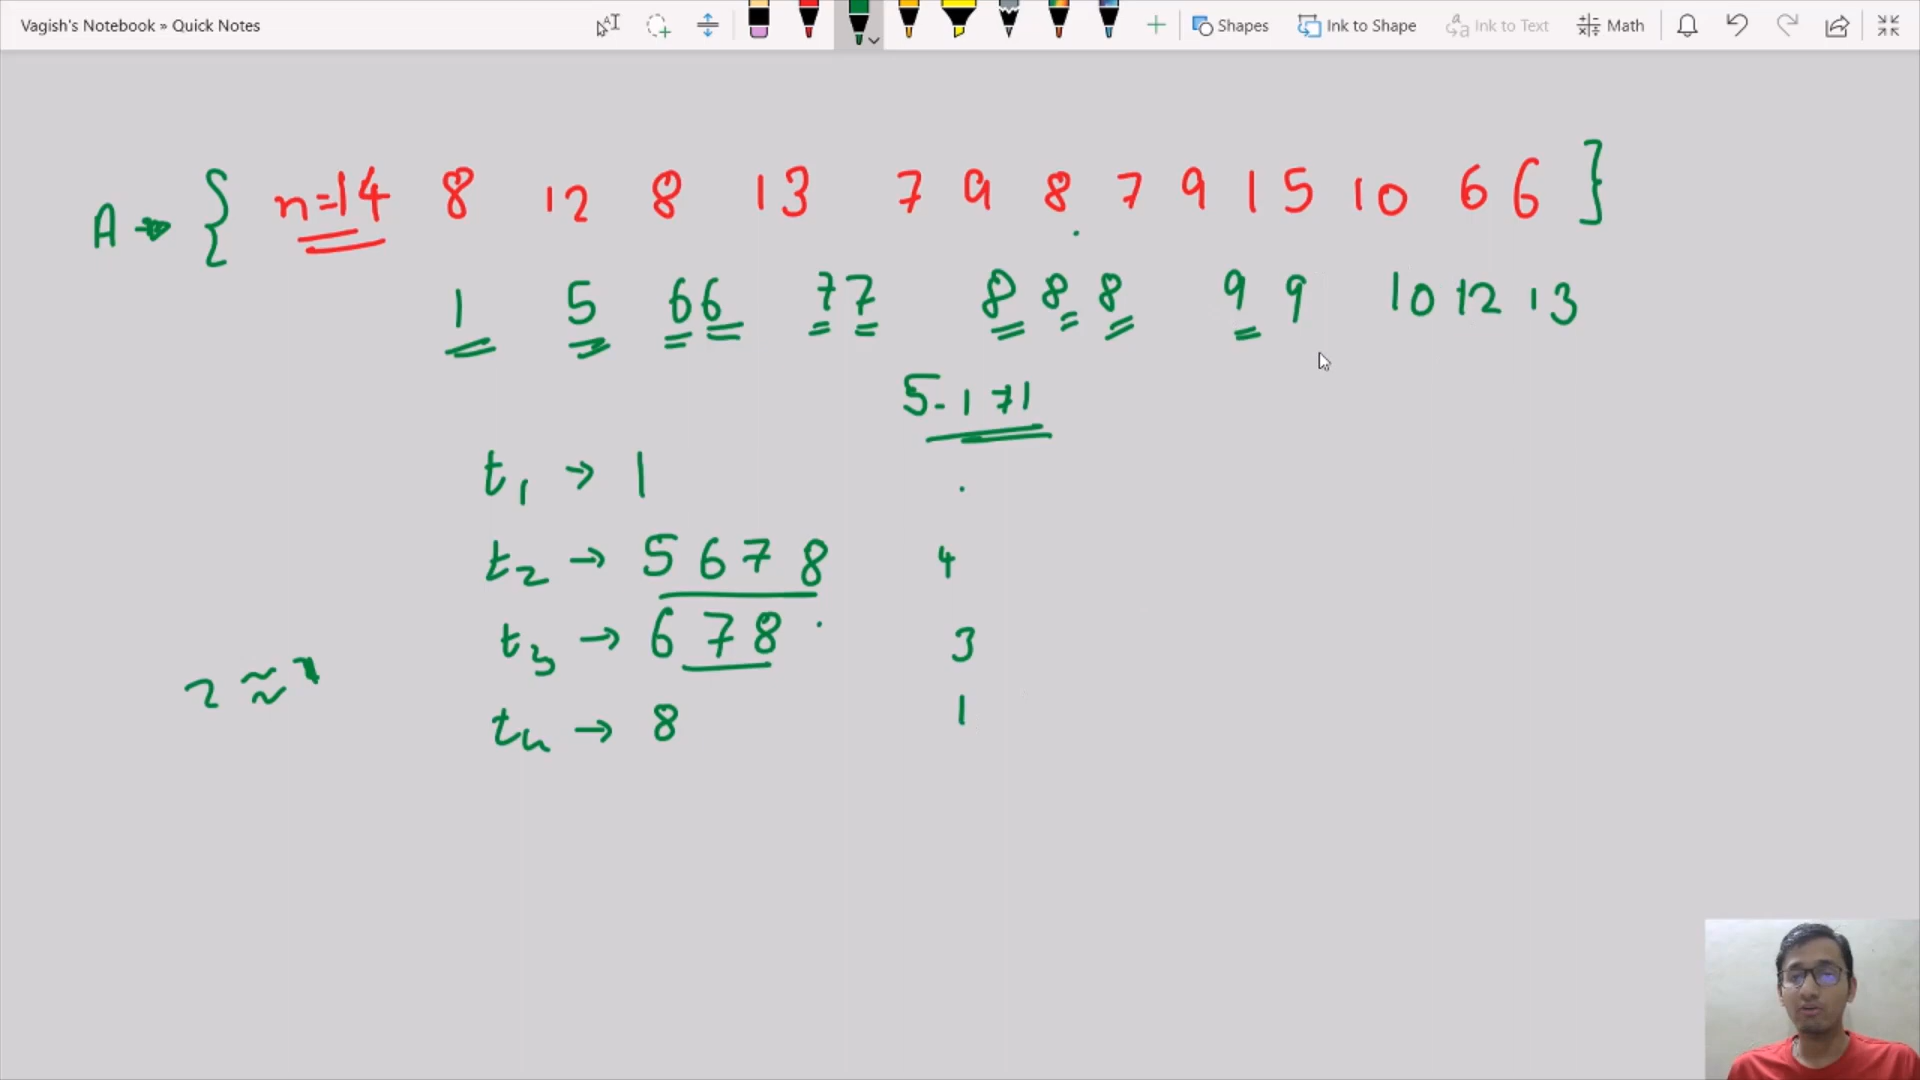 Vagish's Notebook » Quick Notes
Shapes Ink to Shape Ink to Text Math
A → { n=14 8 12 8 13 7 9 8 7 9 1 5 10 6 6 }
1 5 6 6 7 7 8 8 8 9 9 10 12 13
5-1 ≠ 1
t1 → 1
t2 → 5 6 7 8 4
t3 → 6 7 8 3
t4 → 8 1